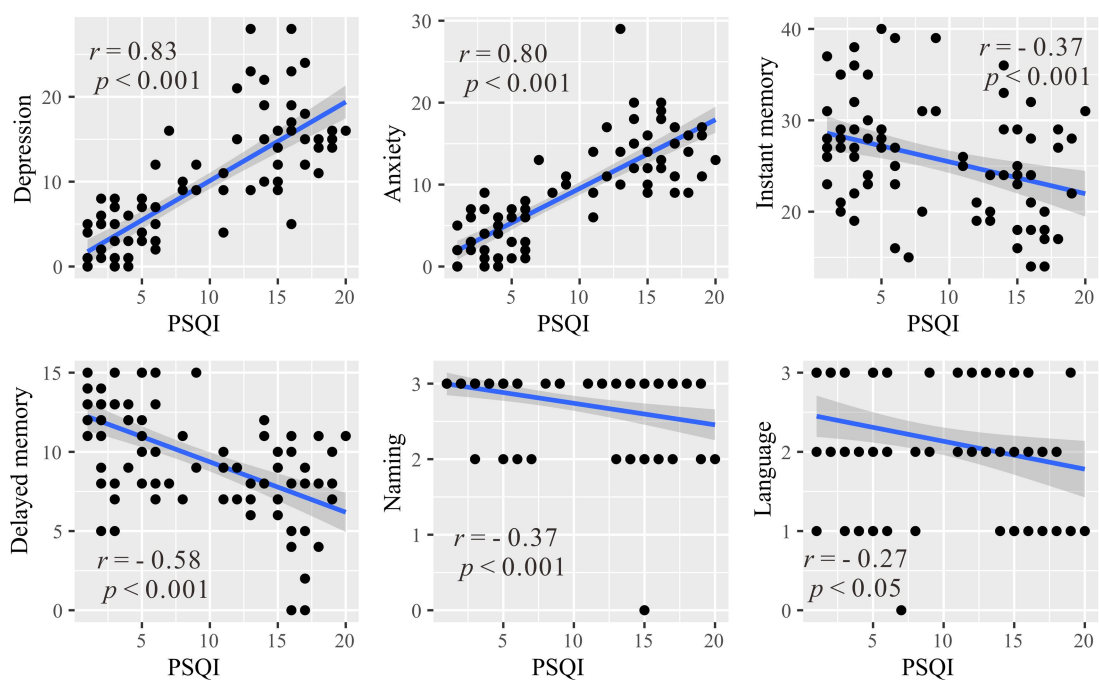 r = 0.83
p < 0.001
Depression
20
10
0
5
10
15
20
PSQI
r = 0.80
p < 0.001
Anxiety
30
20
10
0
5
10
15
20
PSQI
r = - 0.37
p < 0.001
Instant memory
40
30
20
5
10
15
20
PSQI
Delayed memory
15
10
5
0
r = - 0.58
p < 0.001
5
10
15
20
PSQI
Naming
3
2
1
0
r = - 0.37
p < 0.001
5
10
15
20
PSQI
Language
3
2
1
0
r = - 0.27
p < 0.05
5
10
15
20
PSQI